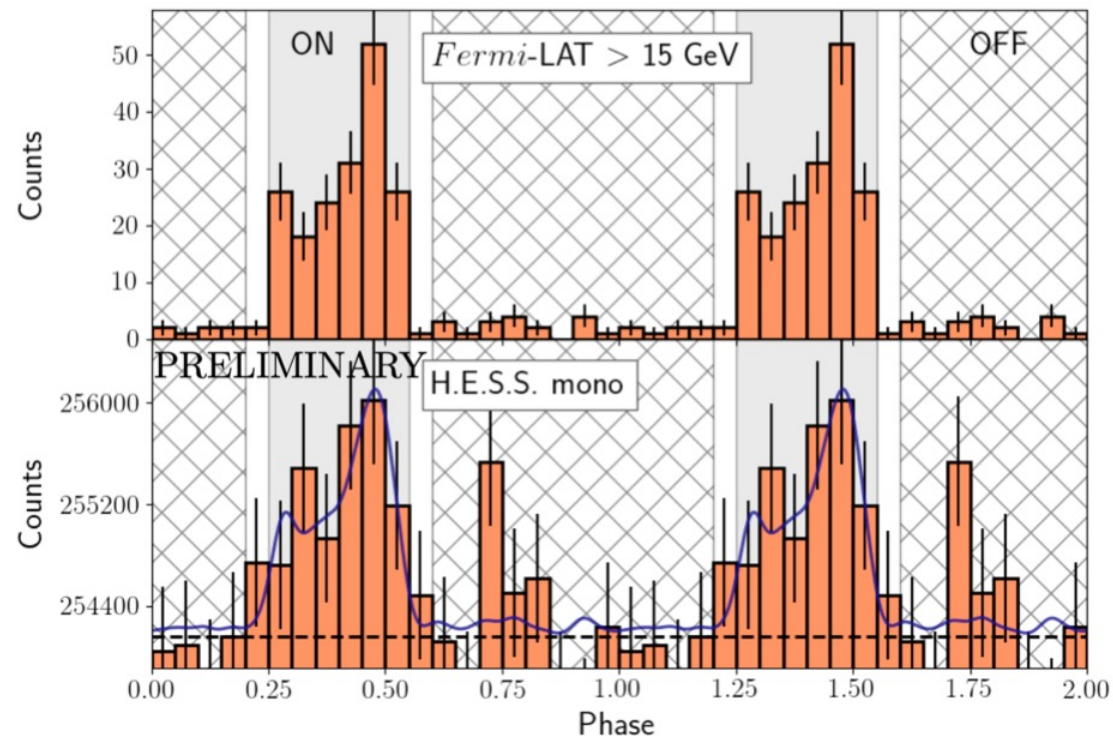 50
40
30
20
10
0
Counts
ON
Fermi-LAT > 15 GeV
OFF
PRELIMINARY
H.E.S.S. mono
256000
255200
254400
Counts
0.00 0.25 0.50 0.75 1.00 1.25 1.50 1.75 2.00
Phase